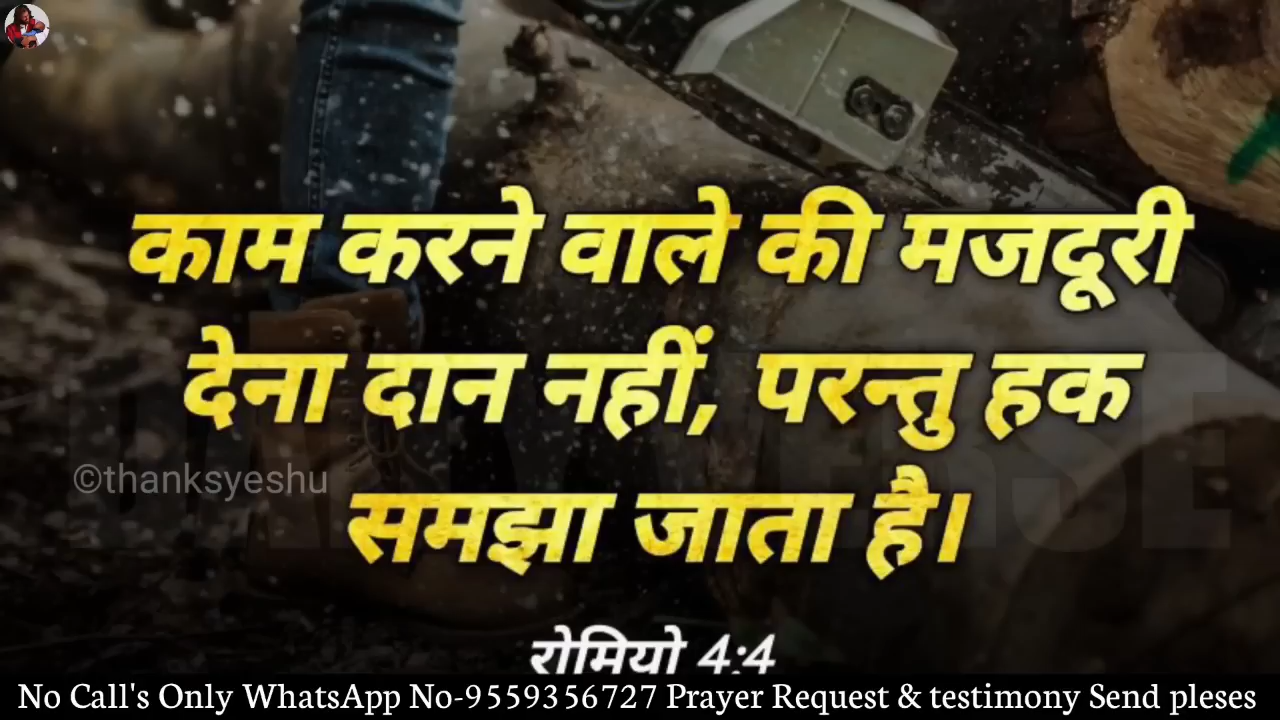 काम करने वाले की मजदूरी
देना दान नहीं, परन्तु हक
©thanksyeshu
समझा जाता है।
रोमियो 4:4
No Call's Only WhatsApp No-9559356727 Prayer Request & testimony Send pleses